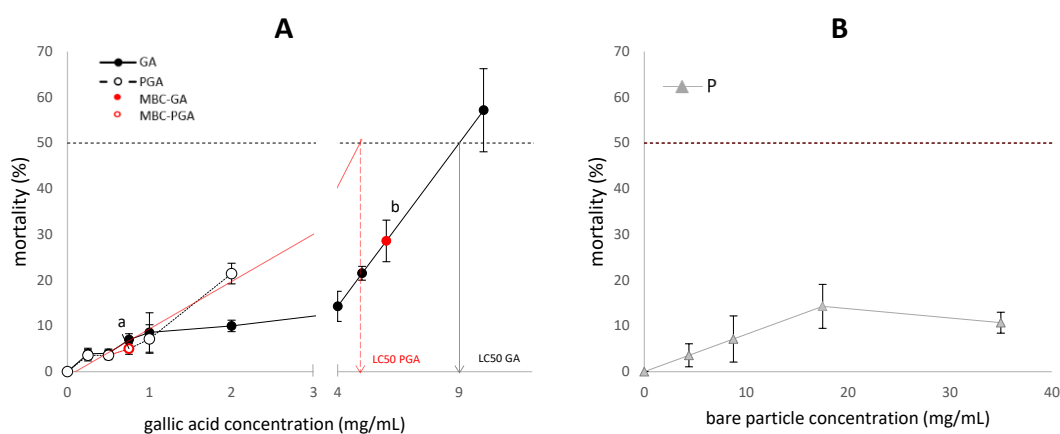 A
70
60
50
40
30
20
10
0
mortality (%)
GA
PGA
MBC-GA
MBC-PGA
a
b
LC50 PGA
LC50 GA
0
1
2
3
4
9
gallic acid concentration (mg/mL)
B
70
60
50
40
30
20
10
0
mortality (%)
P
0
10
20
30
40
bare particle concentration (mg/mL)